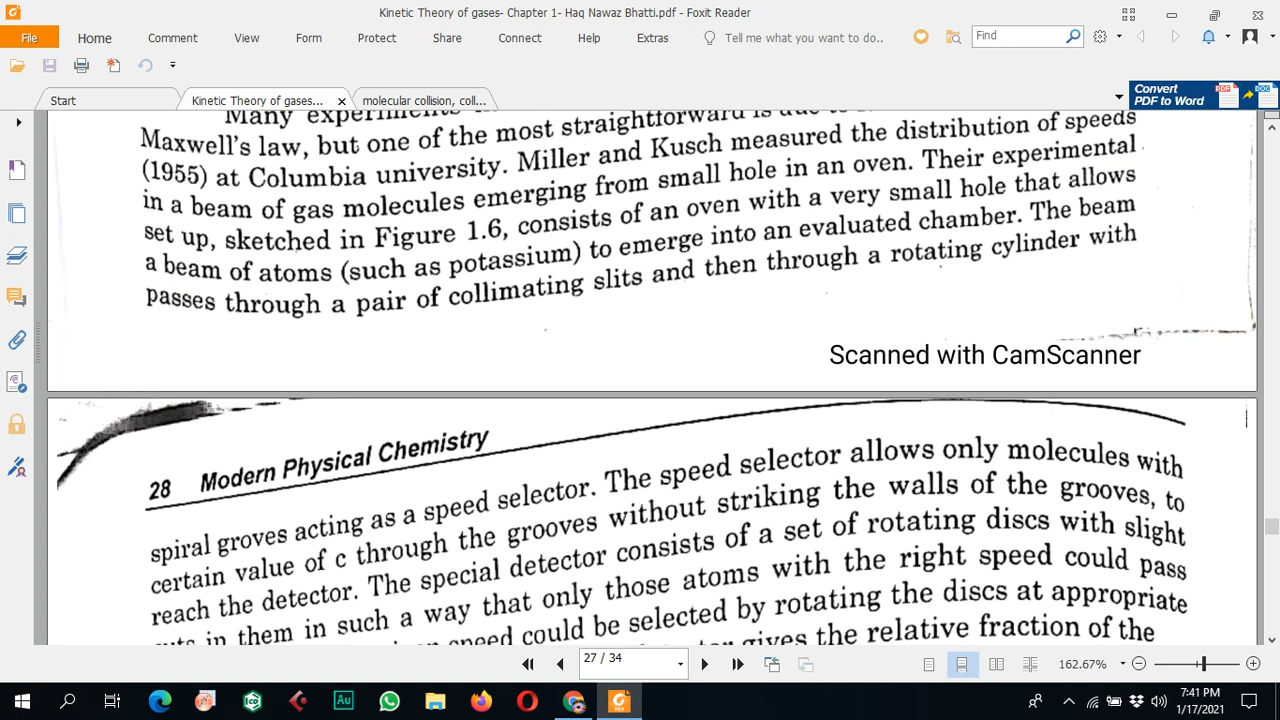 Kinetic Theory of gases- Chapter 1- Haq Nawaz Bhatti.pdf - Foxit Reader
File Home Comment View Form Protect Share Connect Help Extras Tell me what you want to do.. Find
Start Kinetic Theory of gases... molecular collision, coll... Convert
PDF to Word
Many
Maxwell's law, but one of the most straightforward is due to
(1955) at Columbia university. Miller and Kusch measured the distribution of speeds
in a beam of gas molecules emerging from small hole in an oven. Their experimental
set up, sketched in Figure 1.6, consists of an oven with a very small hole that allows
a beam of atoms (such as potassium) to emerge into an evaluated chamber. The beam
passes through a pair of collimating slits and then through a rotating cylinder with
Scanned with CamScanner
28 Modern Physical Chemistry
spiral groves acting as a speed selector. The speed selector allows only molecules with
certain value of c through the grooves without striking the walls of the grooves, to
reach the detector. The special detector consists of a set of rotating discs with slight
in them in such a way that only those atoms with the right speed could pass
speed could be selected by rotating the discs at appropriate
gives the relative fraction of the
27 / 34 162.67%
7:41 PM
1/17/2021